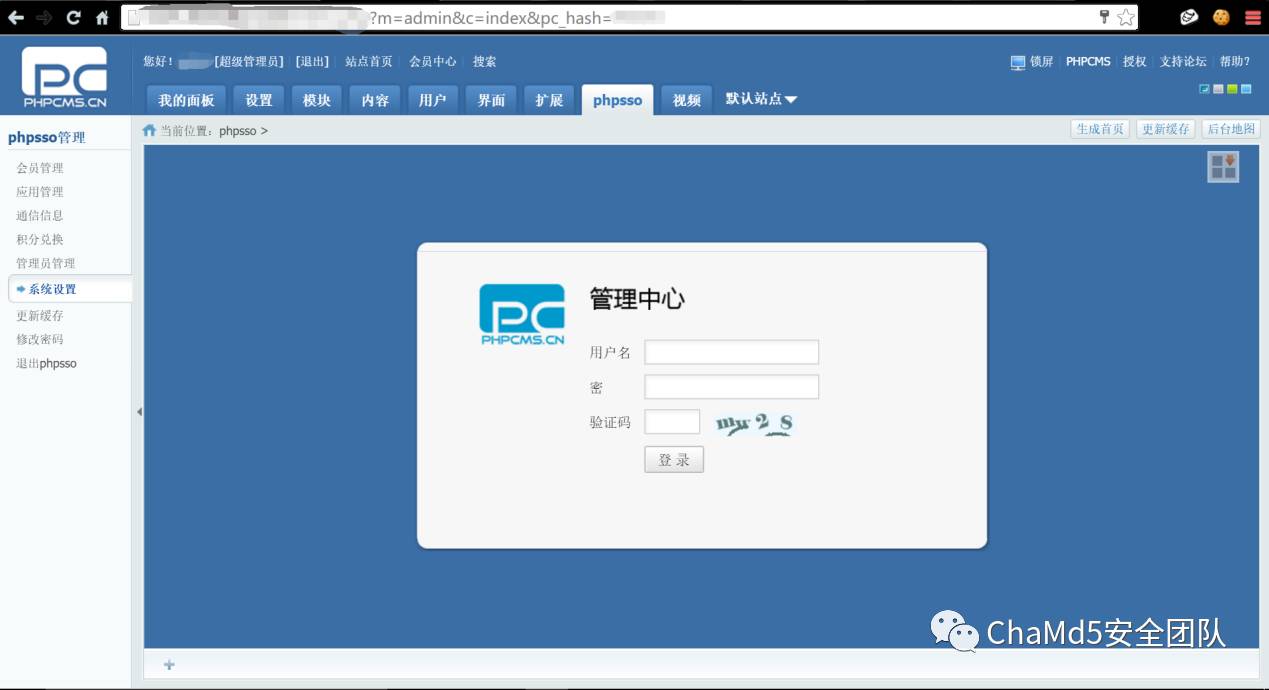 ?m=admin&c=index&pc_hash=
PC
PHPCMS.CN
您好！ [超级管理员] [退出] 站点首页 会员中心 搜索
锁屏 PHPCMS 授权 支持论坛 帮助?
我的面板 设置 模块 内容 用户 界面 扩展 phpsso 视频 默认站点
phpsso管理
当前位置：phpsso >
生成首页 更新缓存 后台地图
会员管理
应用管理
通信信息
积分兑换
管理员管理
系统设置
更新缓存
修改密码
退出phpsso
PC
PHPCMS.CN
管理中心
用户名
密
验证码
mw2s
登 录
ChaMd5安全团队